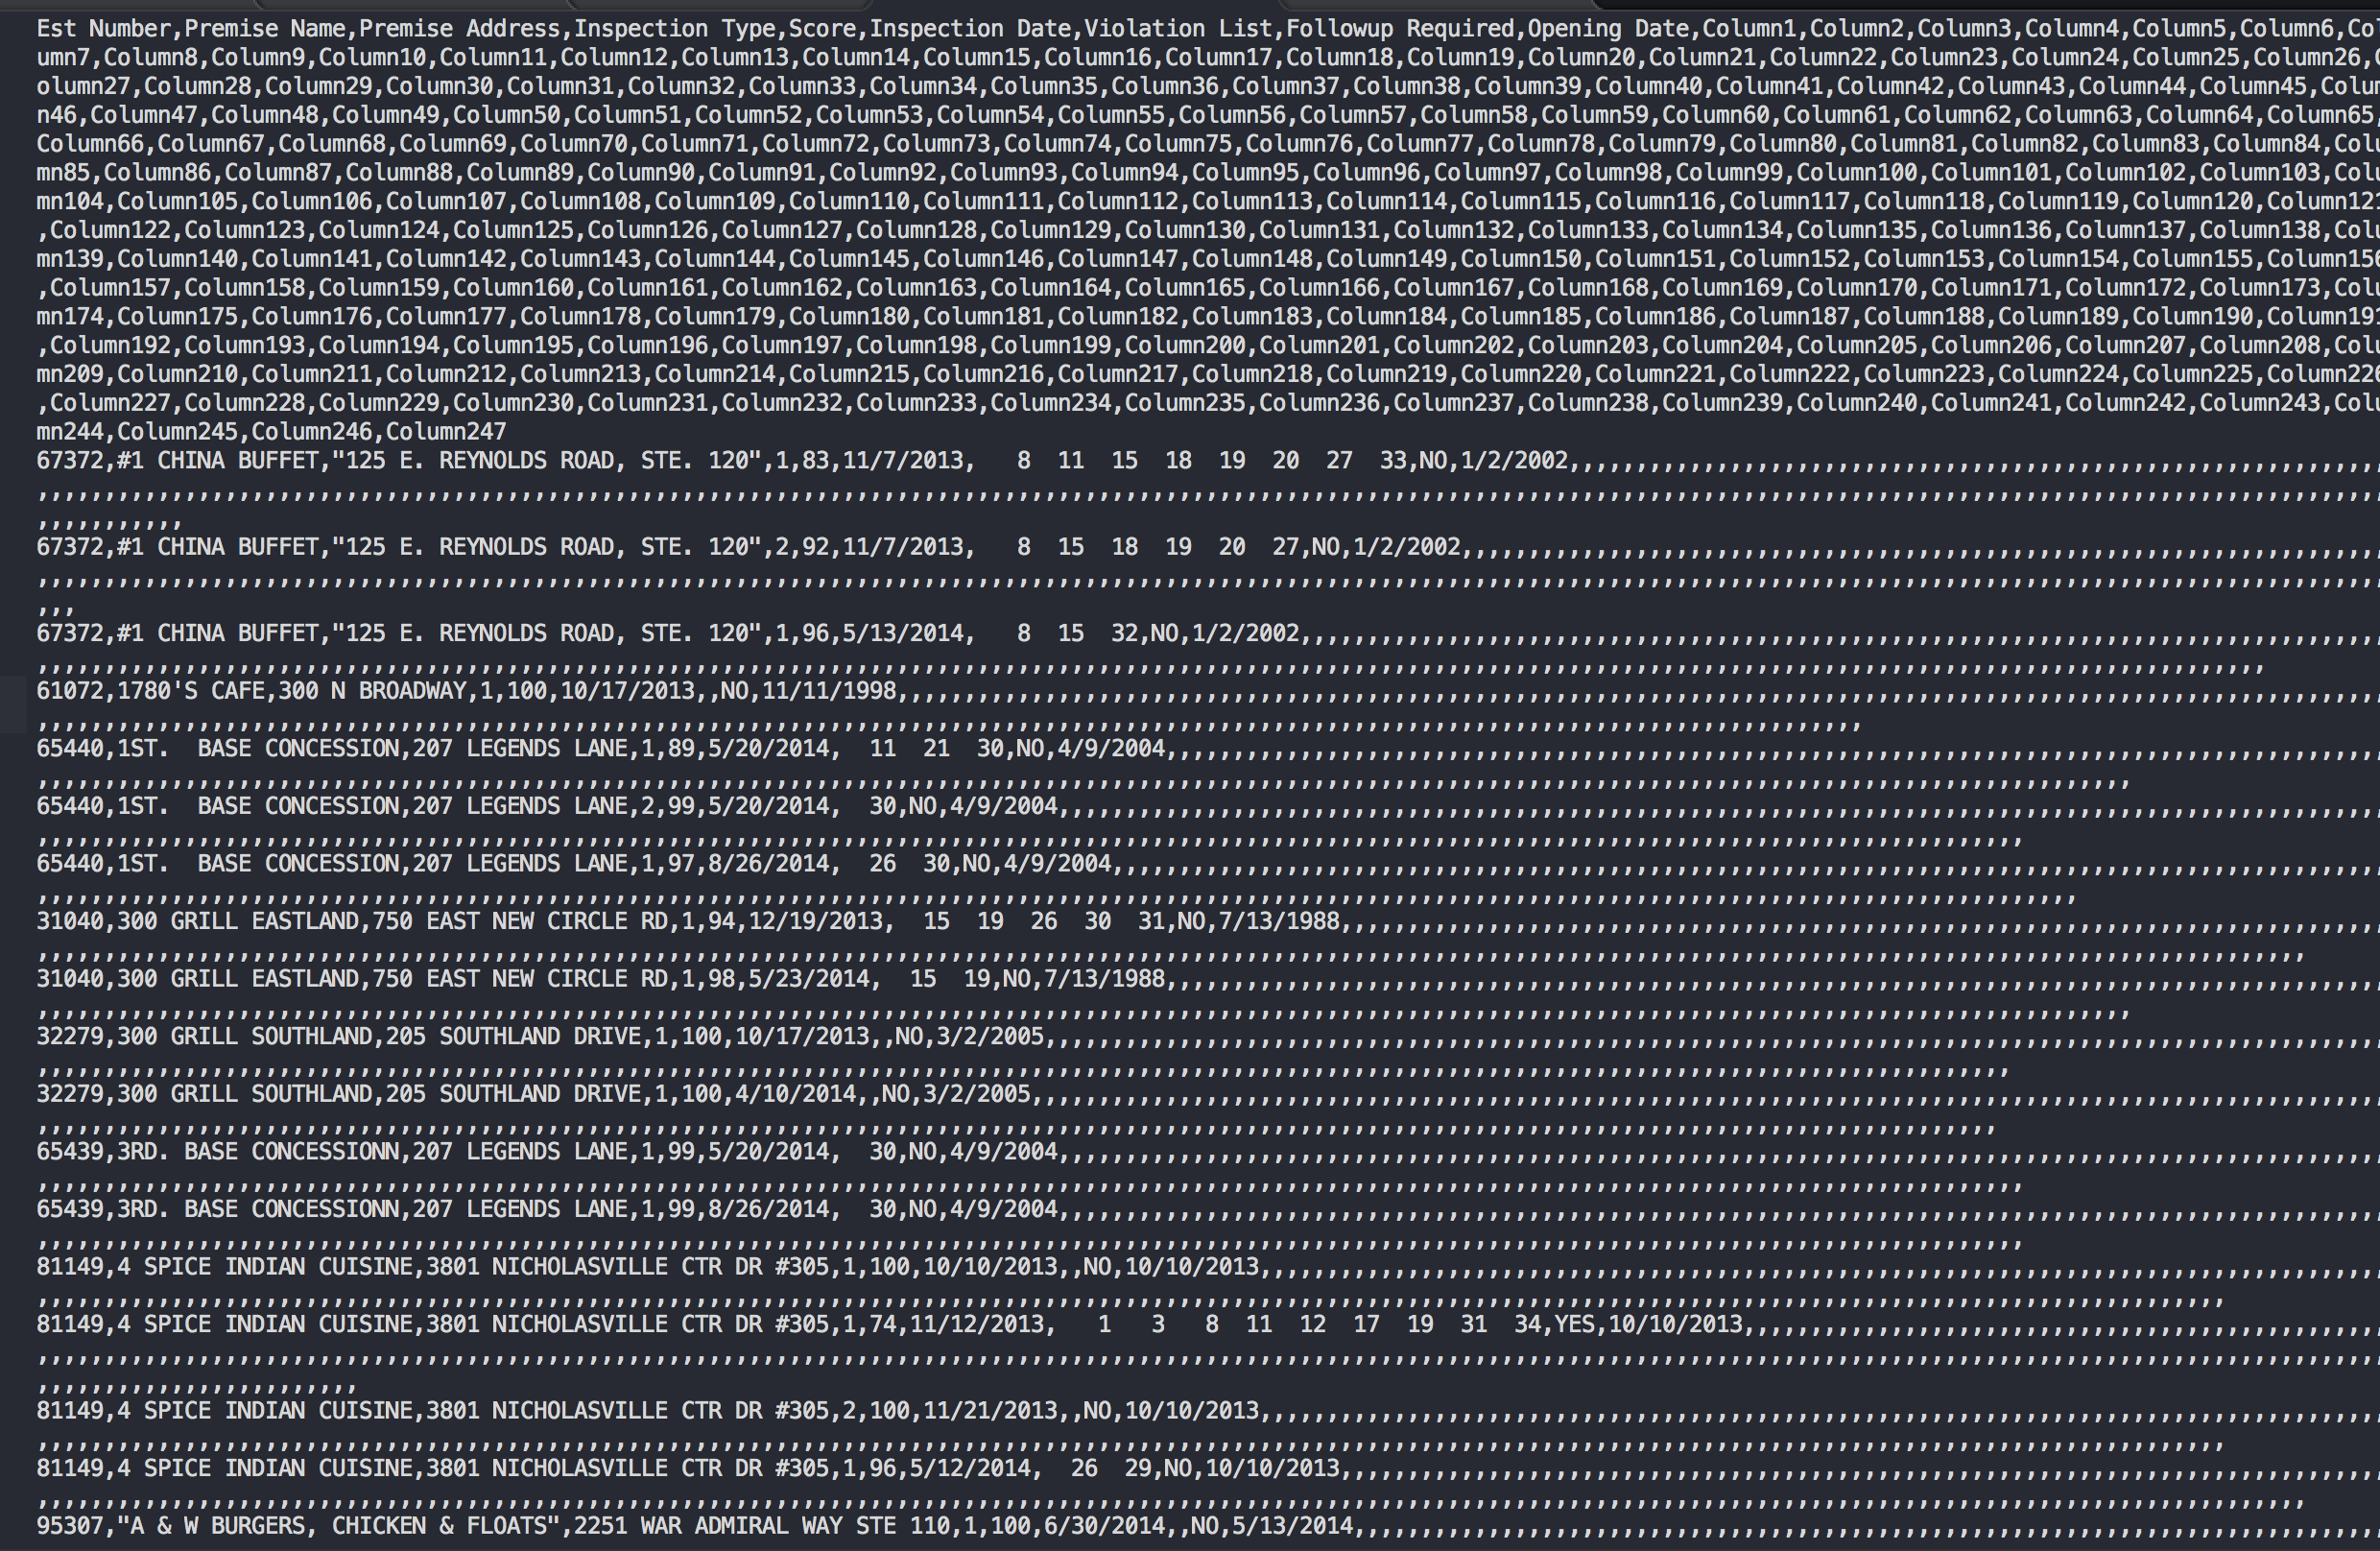 Est Number,Premise Name,Premise Address,Inspection Type,Score,Inspection Date,Violation List,Followup Required,Opening Date,Column1,Column2,Column3,Column4,Column5,Column6,Col
umn7,Column8,Column9,Column10,Column11,Column12,Column13,Column14,Column15,Column16,Column17,Column18,Column19,Column20,Column21,Column22,Column23,Column24,Column25,Column26,C
olumn27,Column28,Column29,Column30,Column31,Column32,Column33,Column34,Column35,Column36,Column37,Column38,Column39,Column40,Column41,Column42,Column43,Column44,Column45,Colum
n46,Column47,Column48,Column49,Column50,Column51,Column52,Column53,Column54,Column55,Column56,Column57,Column58,Column59,Column60,Column61,Column62,Column63,Column64,Column65,
Column66,Column67,Column68,Column69,Column70,Column71,Column72,Column73,Column74,Column75,Column76,Column77,Column78,Column79,Column80,Column81,Column82,Column83,Column84,Colu
mn85,Column86,Column87,Column88,Column89,Column90,Column91,Column92,Column93,Column94,Column95,Column96,Column97,Column98,Column99,Column100,Column101,Column102,Column103,Colu
mn104,Column105,Column106,Column107,Column108,Column109,Column110,Column111,Column112,Column113,Column114,Column115,Column116,Column117,Column118,Column119,Column120,Column121
,Column122,Column123,Column124,Column125,Column126,Column127,Column128,Column129,Column130,Column131,Column132,Column133,Column134,Column135,Column136,Column137,Column138,Colu
mn139,Column140,Column141,Column142,Column143,Column144,Column145,Column146,Column147,Column148,Column149,Column150,Column151,Column152,Column153,Column154,Column155,Column156
,Column157,Column158,Column159,Column160,Column161,Column162,Column163,Column164,Column165,Column166,Column167,Column168,Column169,Column170,Column171,Column172,Column173,Colu
mn174,Column175,Column176,Column177,Column178,Column179,Column180,Column181,Column182,Column183,Column184,Column185,Column186,Column187,Column188,Column189,Column190,Column191
,Column192,Column193,Column194,Column195,Column196,Column197,Column198,Column199,Column200,Column201,Column202,Column203,Column204,Column205,Column206,Column207,Column208,Colu
mn209,Column210,Column211,Column212,Column213,Column214,Column215,Column216,Column217,Column218,Column219,Column220,Column221,Column222,Column223,Column224,Column225,Column226
,Column227,Column228,Column229,Column230,Column231,Column232,Column233,Column234,Column235,Column236,Column237,Column238,Column239,Column240,Column241,Column242,Column243,Colu
mn244,Column245,Column246,Column247
67372,#1 CHINA BUFFET,"125 E. REYNOLDS ROAD, STE. 120",1,83,11/7/2013,   8  11  15  18  19  20  27  33,NO,1/2/2002,,,,,,,,,,
,,,,,,,,,,
,,,,,,,,,,,
67372,#1 CHINA BUFFET,"125 E. REYNOLDS ROAD, STE. 120",2,92,11/7/2013,   8  15  18  19  20  27,NO,1/2/2002,,,,,,,,,,
,,,,,,,,,,
,,,
67372,#1 CHINA BUFFET,"125 E. REYNOLDS ROAD, STE. 120",1,96,5/13/2014,   8  15  32,NO,1/2/2002,,,,,,,,,,
,,,,,,,,,,
61072,1780'S CAFE,300 N BROADWAY,1,100,10/17/2013,,NO,11/11/1998,,,,,,,,,,
,,,,,,,,,,
65440,1ST.  BASE CONCESSION,207 LEGENDS LANE,1,89,5/20/2014,  11  21  30,NO,4/9/2004,,,,,,,,,,
,,,,,,,,,,
65440,1ST.  BASE CONCESSION,207 LEGENDS LANE,2,99,5/20/2014,  30,NO,4/9/2004,,,,,,,,,,
,,,,,,,,,,
65440,1ST.  BASE CONCESSION,207 LEGENDS LANE,1,97,8/26/2014,  26  30,NO,4/9/2004,,,,,,,,,,
,,,,,,,,,,
31040,300 GRILL EASTLAND,750 EAST NEW CIRCLE RD,1,94,12/19/2013,  15  19  26  30  31,NO,7/13/1988,,,,,,,,,,
,,,,,,,,,,
31040,300 GRILL EASTLAND,750 EAST NEW CIRCLE RD,1,98,5/23/2014,  15  19,NO,7/13/1988,,,,,,,,,,
,,,,,,,,,,
32279,300 GRILL SOUTHLAND,205 SOUTHLAND DRIVE,1,100,10/17/2013,,NO,3/2/2005,,,,,,,,,,
,,,,,,,,,,
32279,300 GRILL SOUTHLAND,205 SOUTHLAND DRIVE,1,100,4/10/2014,,NO,3/2/2005,,,,,,,,,,
,,,,,,,,,,
65439,3RD. BASE CONCESSIONN,207 LEGENDS LANE,1,99,5/20/2014,  30,NO,4/9/2004,,,,,,,,,,
,,,,,,,,,,
65439,3RD. BASE CONCESSIONN,207 LEGENDS LANE,1,99,8/26/2014,  30,NO,4/9/2004,,,,,,,,,,
,,,,,,,,,,
81149,4 SPICE INDIAN CUISINE,3801 NICHOLASVILLE CTR DR #305,1,100,10/10/2013,,NO,10/10/2013,,,,,,,,,,
,,,,,,,,,,
81149,4 SPICE INDIAN CUISINE,3801 NICHOLASVILLE CTR DR #305,1,74,11/12/2013,   1   3   8  11  12  17  19  31  34,YES,10/10/2013,,,,,,,,,,
,,,,,,,,,,
,,,,,,,,,,,,,,,,,,,,,,,,
81149,4 SPICE INDIAN CUISINE,3801 NICHOLASVILLE CTR DR #305,2,100,11/21/2013,,NO,10/10/2013,,,,,,,,,,
,,,,,,,,,,
81149,4 SPICE INDIAN CUISINE,3801 NICHOLASVILLE CTR DR #305,1,96,5/12/2014,  26  29,NO,10/10/2013,,,,,,,,,,
,,,,,,,,,,
95307,"A & W BURGERS, CHICKEN & FLOATS",2251 WAR ADMIRAL WAY STE 110,1,100,6/30/2014,,NO,5/13/2014,,,,,,,,,,